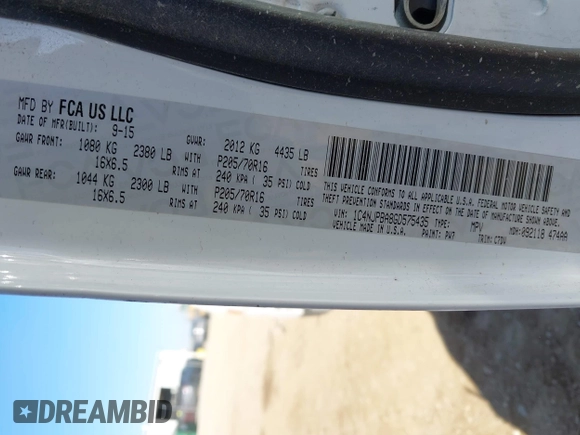 MFD BY FCA US LLC
DATE OF MFR(BUILT): 9-15 GVWR: 2012 KG 4435 LB
GAWR FRONT: 1080 KG 2380 LB WITH P205/70R16 TIRES
16X6.5 RIMS AT 240 KPA ( 35 PSI) COLD
GAWR REAR: 1044 KG 2300 LB WITH P205/70R16 TIRES
16X6.5 RIMS AT 240 KPA ( 35 PSI) COLD
THIS VEHICLE CONFORMS TO ALL APPLICABLE U.S.A. FEDERAL MOTOR VEHICLE SAFETY AND
THEFT PREVENTION STANDARDS IN EFFECT ON THE DATE OF MANUFACTURE SHOWN ABOVE.
VIN: 1C4NJPBA8GD575435 TYPE: MPV MDH: 092118 474AA
VEHICLE MADE IN U.S.A. PAINT: PW7 TRIM:
DREAMBID